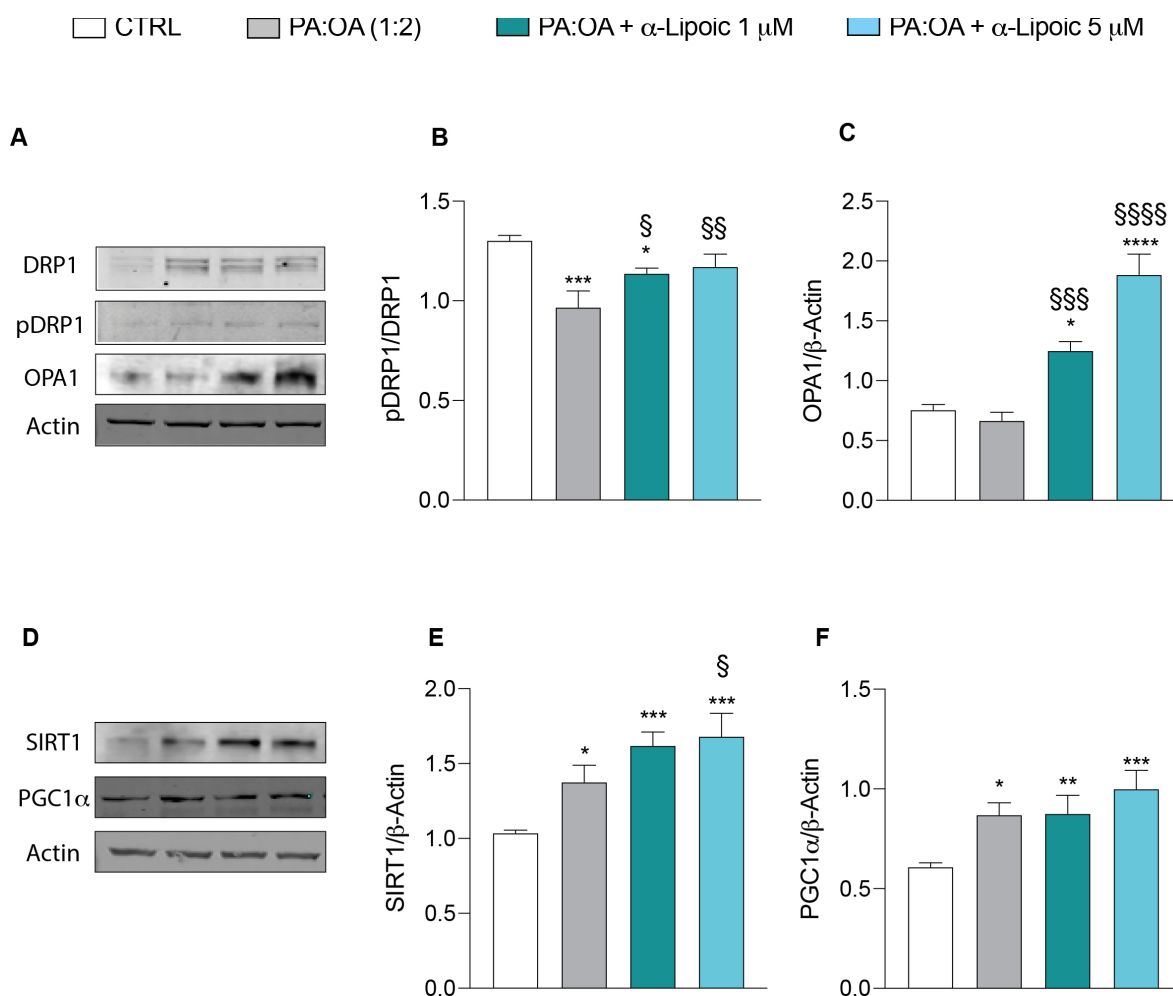 CTRL PA:OA (1:2) PA:OA + α-Lipoic 1 μM PA:OA + α-Lipoic 5 μM
A
DRP1
pDRP1
OPA1
Actin
B
pDRP1/DRP1
1.5
1.0
0.5
0.0
***
§
*
§§
C
OPA1/β-Actin
2.5
2.0
1.5
1.0
0.5
0.0
§§§
*
§§§§
****
D
SIRT1
PGC1α
Actin
E
SIRT1/β-Actin
2.0
1.5
1.0
0.5
0.0
*
***
§
***
F
PGC1α/β-Actin
1.5
1.0
0.5
0.0
*
**
***